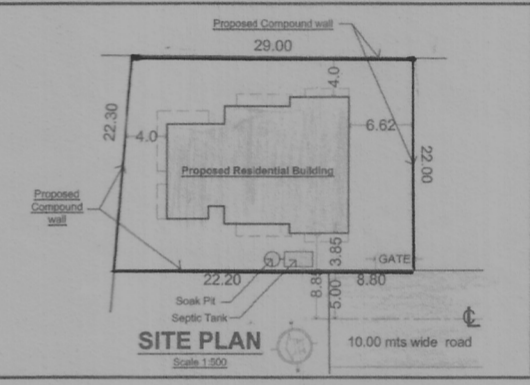 Proposed Compound wall
29.00
4.0
22.30
4.0
6.62
Proposed Residential Building
22.00
Proposed
Compound
wall
3.85
GATE
22.20
8.80
8.85
5.00
Soak Pit
Septic Tank
SITE PLAN
Scale 1:500
10.00 mts wide road